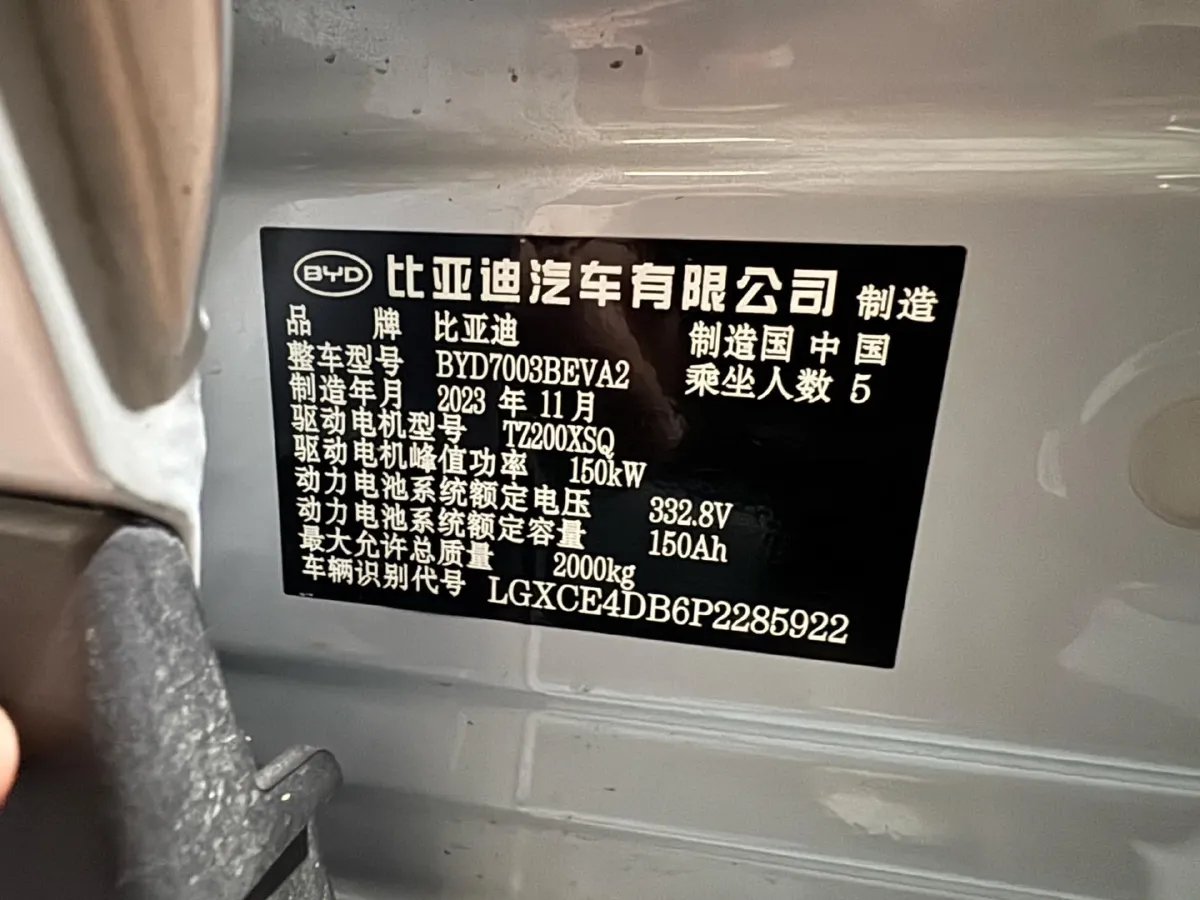 BYD 比亚迪汽车有限公司 制造
品 牌 比亚迪 制造国 中国
整车型号 BYD7003BEVA2 乘坐人数 5
制造年月 2023 年 11 月
驱动电机型号 TZ200XSQ
驱动电机峰值功率 150kW
动力电池系统额定电压 332.8V
动力电池系统额定容量 150Ah
最大允许总质量 2000kg
车辆识别代号 LGXCE4DB6P2285922